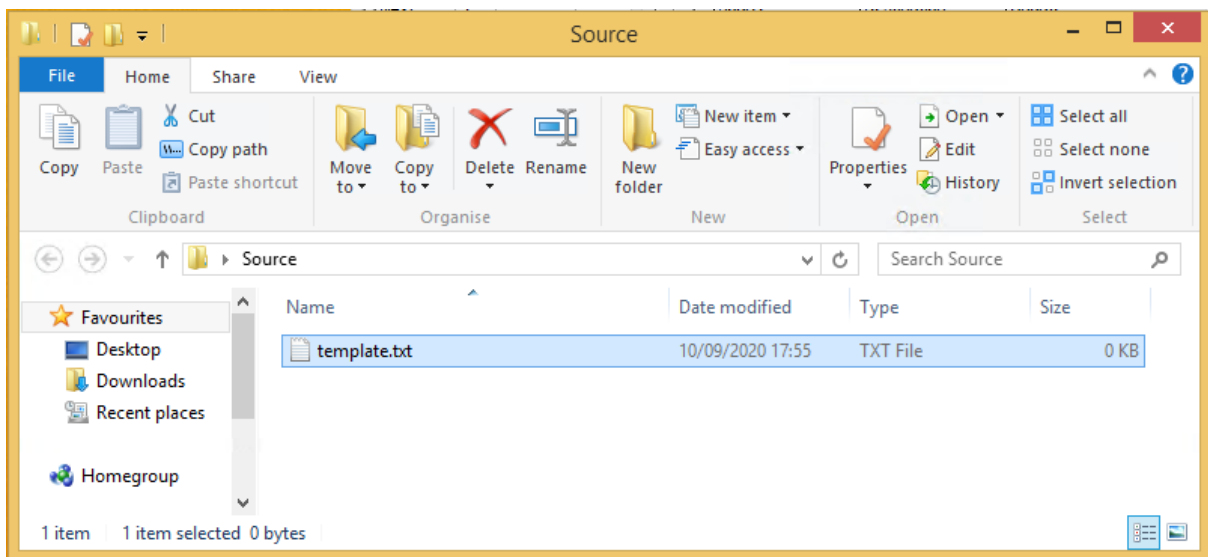 Source
File Home Share View
Copy
Paste
Cut
Copy path
Paste shortcut
Clipboard
Move to
Copy to
Delete
Rename
Organise
New folder
New item
Easy access
New
Properties
Open
Edit
History
Open
Select all
Select none
Invert selection
Select
Source
Search Source
Favourites
Desktop
Downloads
Recent places
Homegroup
Name Date modified Type Size
template.txt 10/09/2020 17:55 TXT File 0 KB
1 item 1 item selected 0 bytes